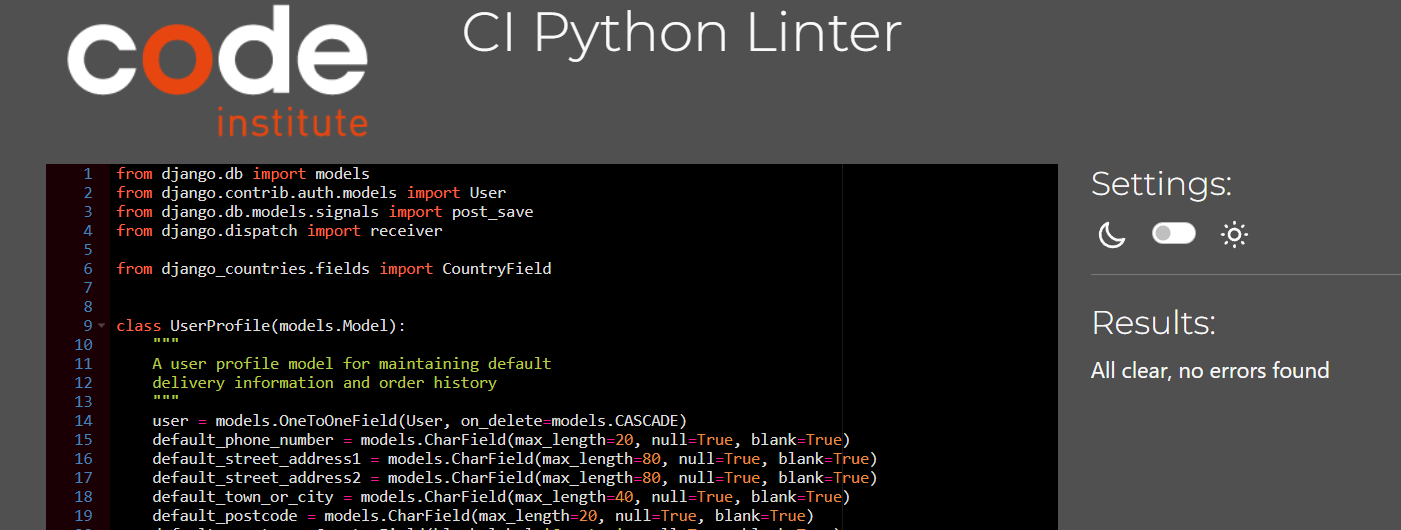 code
institute
CI Python Linter
1 from django.db import models
2 from django.contrib.auth.models import User
3 from django.db.models.signals import post_save
4 from django.dispatch import receiver
5
6 from django_countries.fields import CountryField
7
8
9 class UserProfile(models.Model):
10     """
11     A user profile model for maintaining default
12     delivery information and order history
13     """
14     user = models.OneToOneField(User, on_delete=models.CASCADE)
15     default_phone_number = models.CharField(max_length=20, null=True, blank=True)
16     default_street_address1 = models.CharField(max_length=80, null=True, blank=True)
17     default_street_address2 = models.CharField(max_length=80, null=True, blank=True)
18     default_town_or_city = models.CharField(max_length=40, null=True, blank=True)
19     default_postcode = models.CharField(max_length=20, null=True, blank=True)
Settings:
Results:
All clear, no errors found